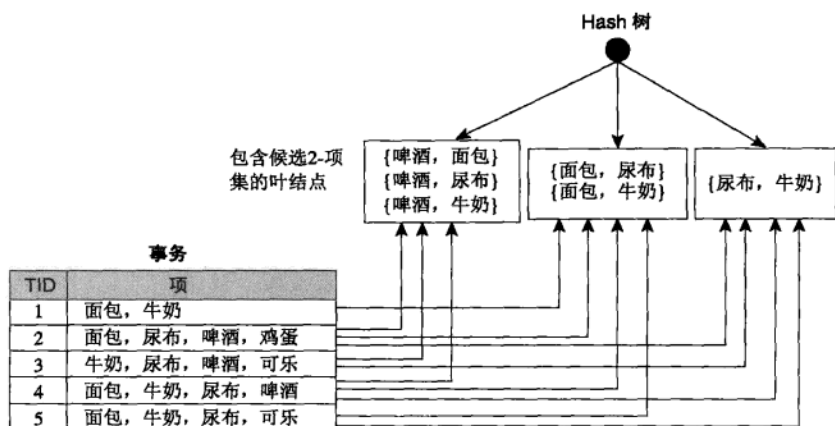 Hash 树
包含候选2-项
集的叶结点
{啤酒，面包}
{啤酒，尿布}
{啤酒，牛奶}
{面包，尿布}
{面包，牛奶}
{尿布，牛奶}
事务
TID 项
1 面包，牛奶
2 面包，尿布，啤酒，鸡蛋
3 牛奶，尿布，啤酒，可乐
4 面包，牛奶，尿布，啤酒
5 面包，牛奶，尿布，可乐